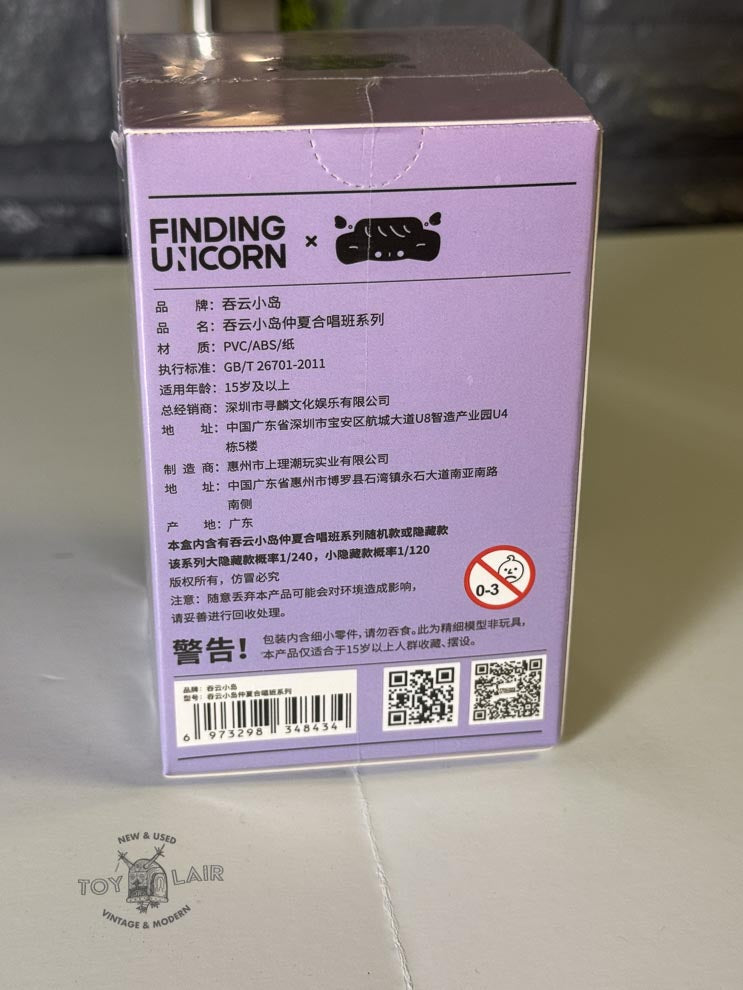 FINDING
UNICORN
×
品 牌：吞云小岛
品 名：吞云小岛仲夏合唱班系列
材 质：PVC/ABS/纸
执行标准：GB/T 26701-2011
适用年龄：15岁及以上
总经销商：深圳市寻麟文化娱乐有限公司
地 址：中国广东省深圳市宝安区航城大道U8智造产业园U4
栋5楼
制 造 商：惠州市上理潮玩实业有限公司
地 址：中国广东省惠州市博罗县石湾镇永石大道南亚南路
南侧
产 地：广东
本盒内含有吞云小岛仲夏合唱班系列随机款或隐藏款
该系列大隐藏款概率1/240，小隐藏款概率1/120
版权所有，仿冒必究
注意：随意丢弃本产品可能会对环境造成影响，
请妥善进行回收处理。
0-3
警告！
包装内含细小零件，请勿吞食。此为精细模型非玩具，
本产品仅适合于15岁以上人群收藏、摆设。
品牌：吞云小岛
型号：吞云小岛仲夏合唱班系列
6 973298 348434
NEW & USED
TOY LAIR
VINTAGE & MODERN